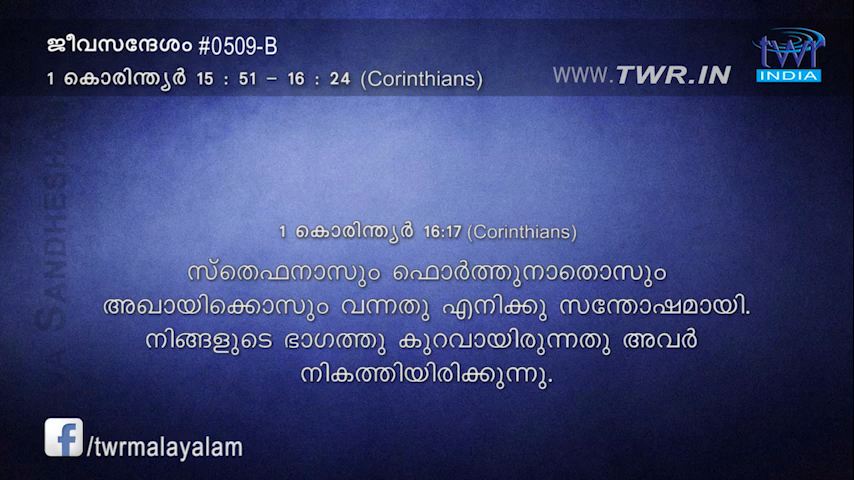 ജീവസന്ദേശം #0509-B
1 കൊരിന്ത്യർ 15 : 51 – 16 : 24 (Corinthians)
www.TWR.IN
twr
INDIA
SANDHESHAM
1 കൊരിന്ത്യർ 16:17 (Corinthians)
സ്തെഫനാസും ഫൊർത്തുനാതൊസും
അഖായിക്കൊസും വന്നതു എനിക്കു സന്തോഷമായി.
നിങ്ങളുടെ ഭാഗത്തു കുറവായിരുന്നതു അവർ
നികത്തിയിരിക്കുന്നു.
/twrmalayalam